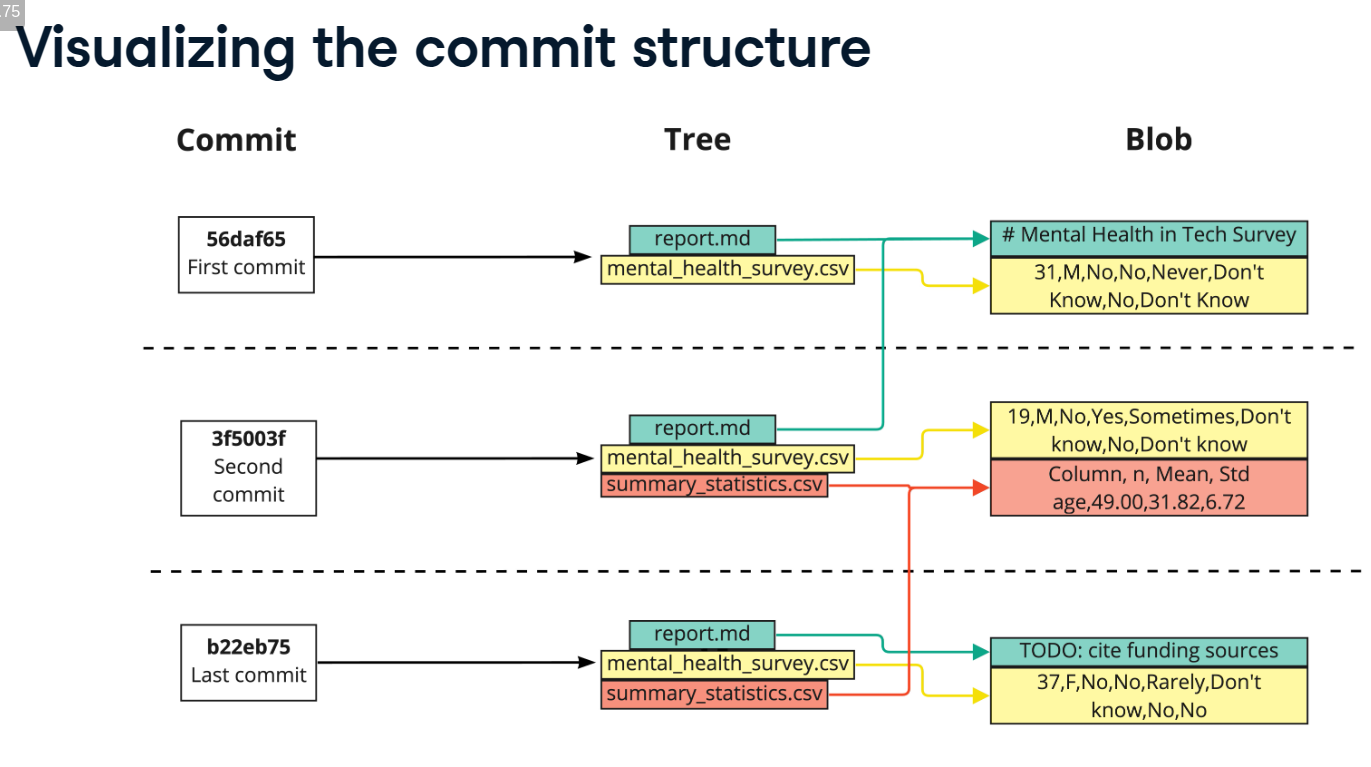 .75
Visualizing the commit structure
Commit
Tree
Blob
56daf65
First commit
report.md
mental_health_survey.csv
# Mental Health in Tech Survey
31,M,No,No,Never,Don't
Know,No,Don't Know
3f5003f
Second
commit
report.md
mental_health_survey.csv
summary_statistics.csv
19,M,No,Yes,Sometimes,Don't
know,No,Don't know
Column, n, Mean, Std
age,49.00,31.82,6.72
b22eb75
Last commit
report.md
mental_health_survey.csv
summary_statistics.csv
TODO: cite funding sources
37,F,No,No,Rarely,Don't
know,No,No